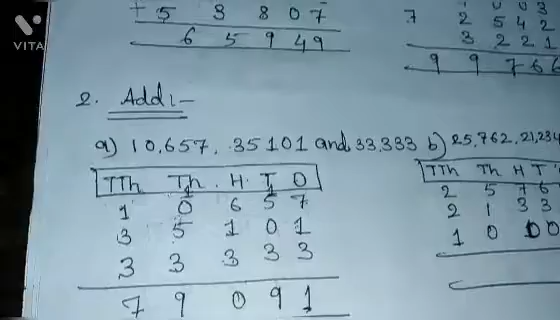 + 5 3 8 0 7
6 5 9 4 9
7 2 5 4 2
3 2 2 1
9 9 7 6 6
VITA
2. Add:-
a) 10,657, 35101 and 33,333 b) 25,762, 21,234
TTh Th. H. T O
1 0 6 5 7
3 5 1 0 1
3 3 3 3 3
7 9 0 9 1
TTh Th H T
2 5 7 6
2 1 3 3
1 0 0 0